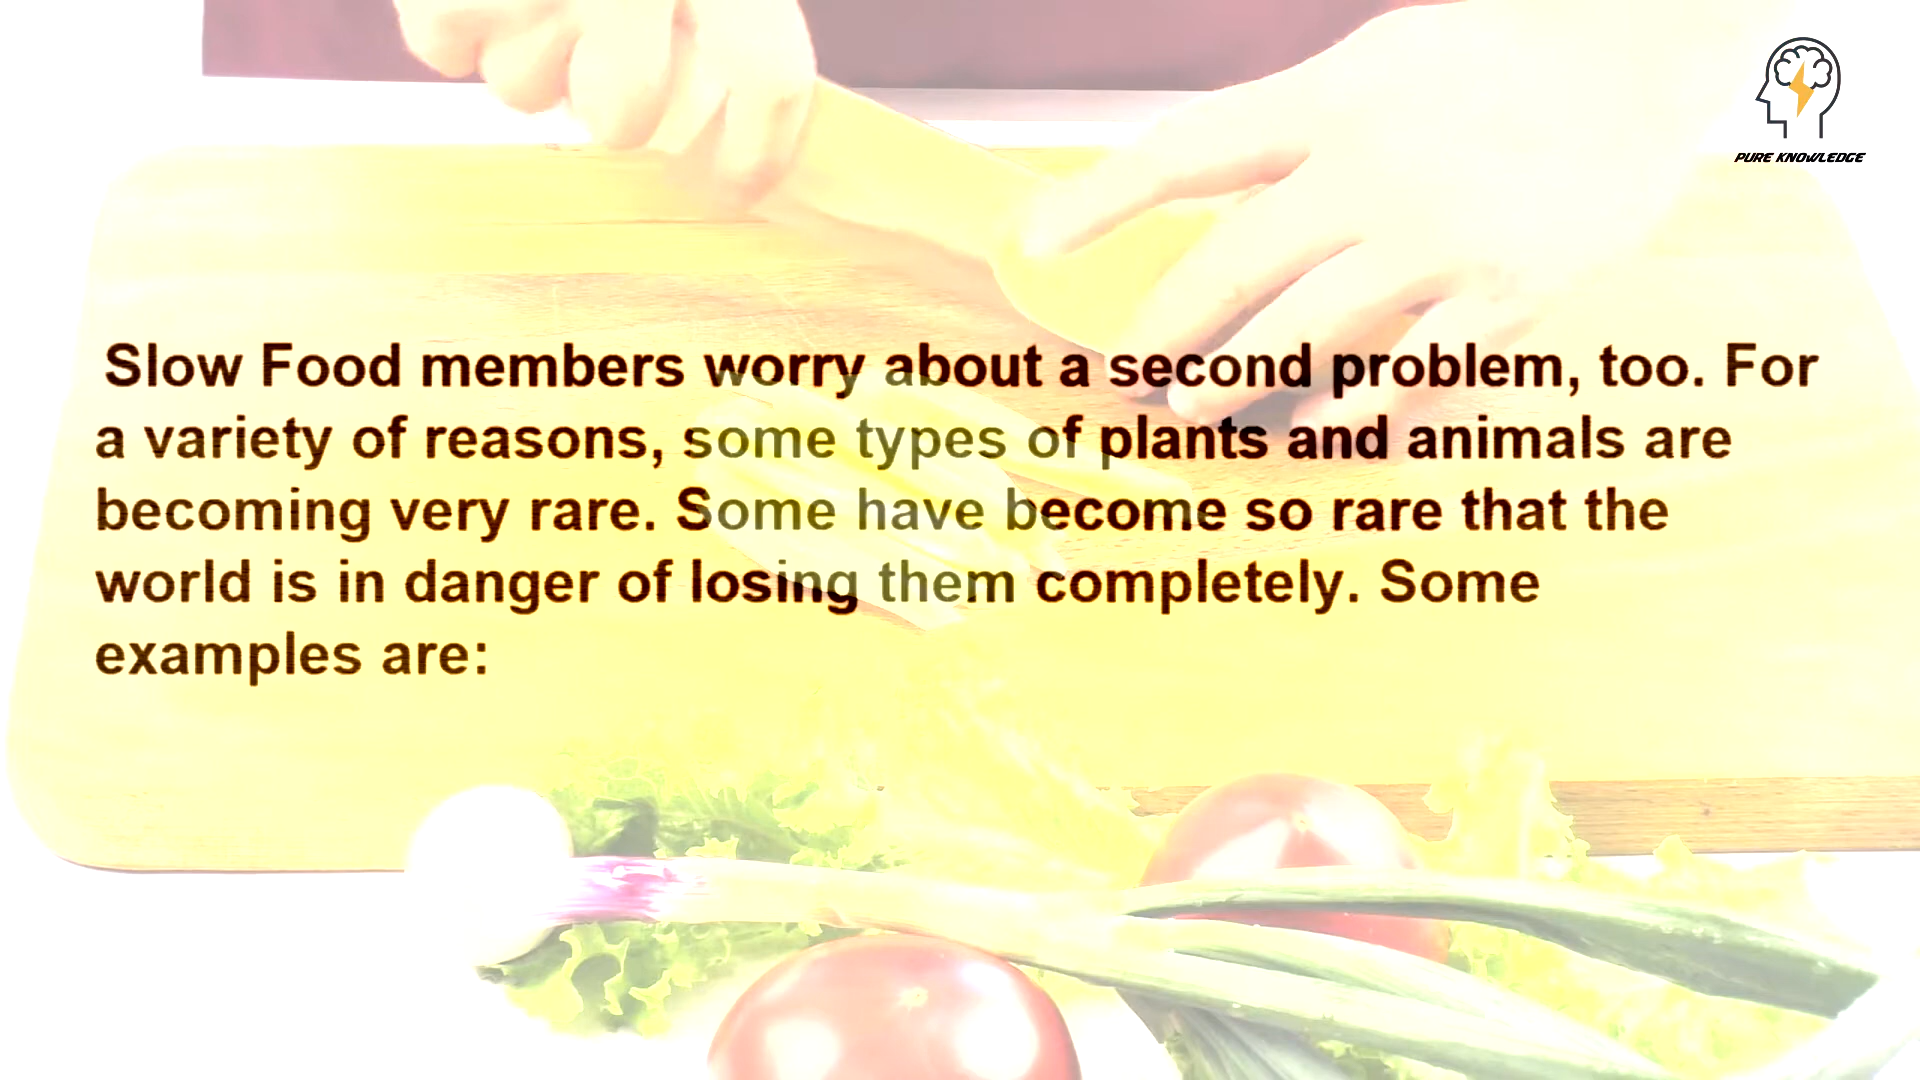 PURE KNOWLEDGE
Slow Food members worry about a second problem, too. For
a variety of reasons, some types of plants and animals are
becoming very rare. Some have become so rare that the
world is in danger of losing them completely. Some
examples are: